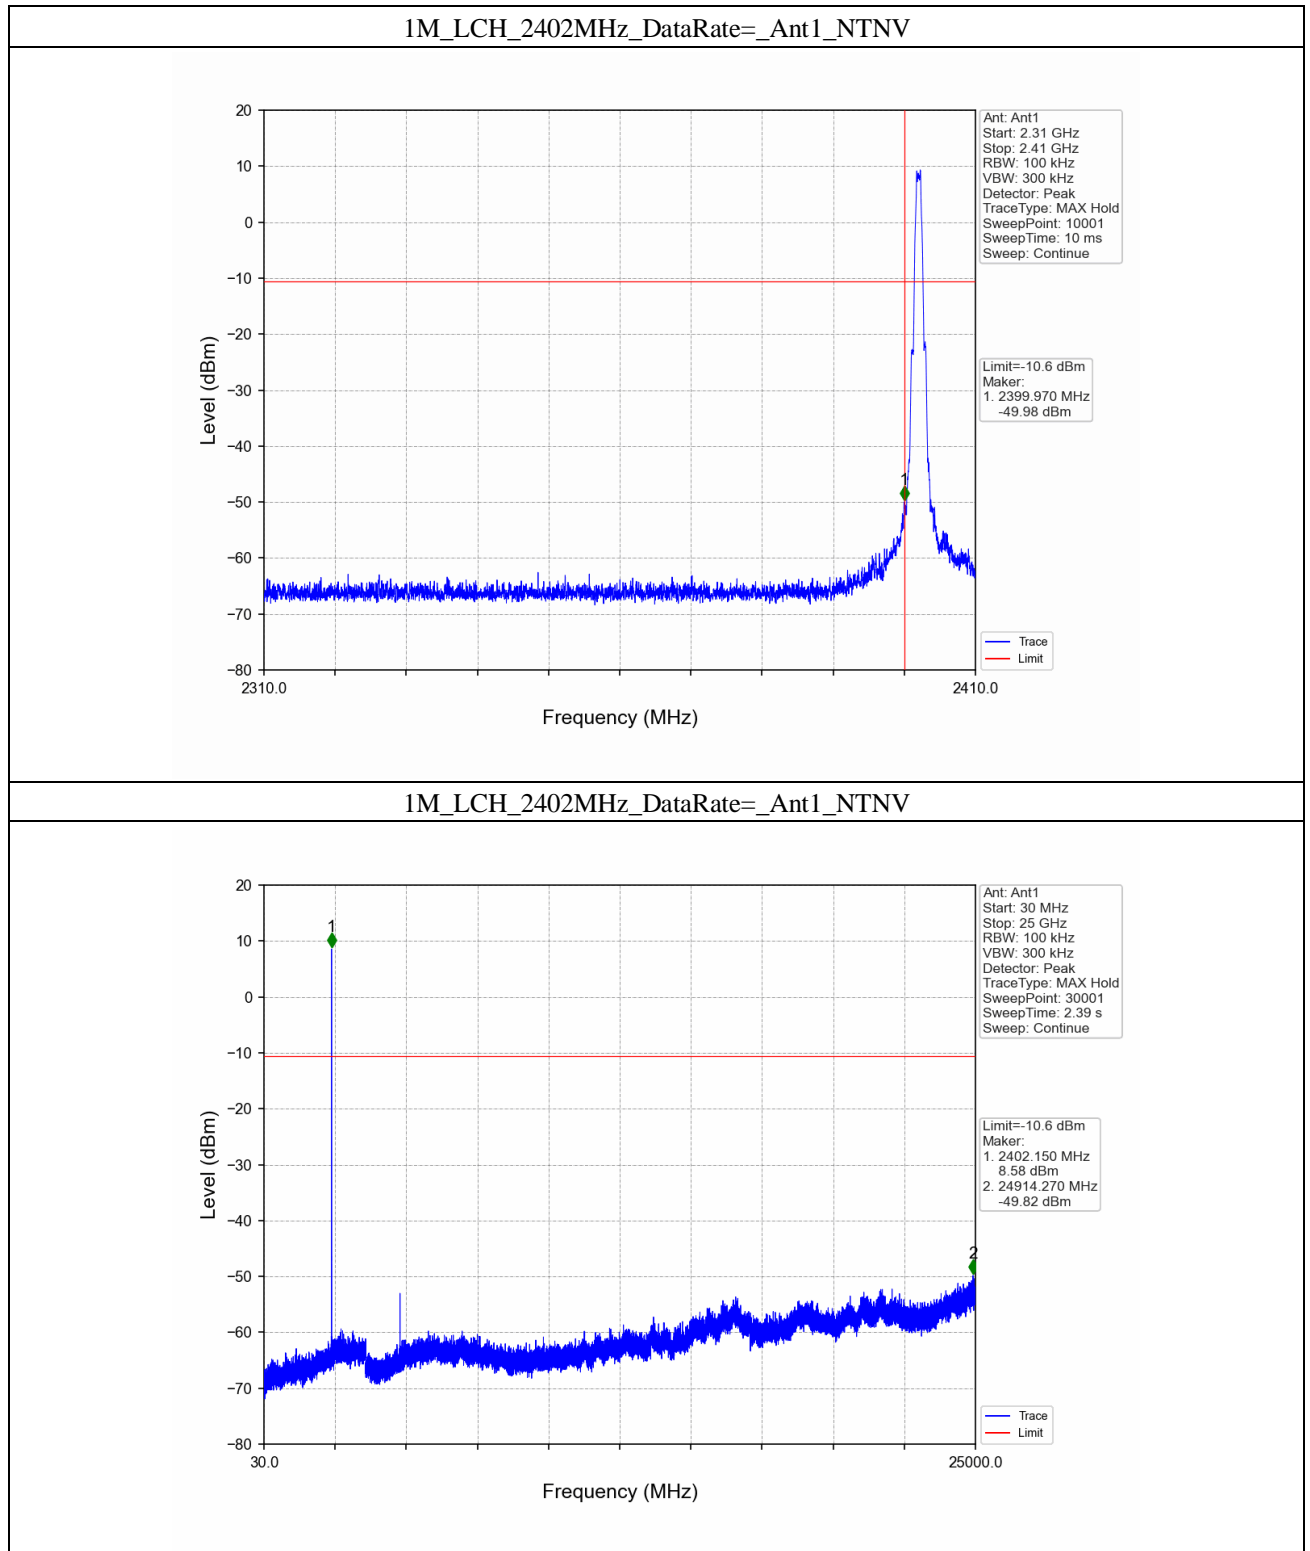 1M_LCH_2402MHz_DataRate=_Ant1_NTNV
20
10
0
−10
−20
−30
−40
−50
−60
−70
−80
Level (dBm)
1
2310.0
2410.0
Frequency (MHz)
Ant: Ant1
Start: 2.31 GHz
Stop: 2.41 GHz
RBW: 100 kHz
VBW: 300 kHz
Detector: Peak
TraceType: MAX Hold
SweepPoint: 10001
SweepTime: 10 ms
Sweep: Continue
Limit=-10.6 dBm
Maker:
1. 2399.970 MHz
-49.98 dBm
Trace
Limit
1M_LCH_2402MHz_DataRate=_Ant1_NTNV
20
10
0
−10
−20
−30
−40
−50
−60
−70
−80
Level (dBm)
1
2
30.0
25000.0
Frequency (MHz)
Ant: Ant1
Start: 30 MHz
Stop: 25 GHz
RBW: 100 kHz
VBW: 300 kHz
Detector: Peak
TraceType: MAX Hold
SweepPoint: 30001
SweepTime: 2.39 s
Sweep: Continue
Limit=-10.6 dBm
Maker:
1. 2402.150 MHz
8.58 dBm
2. 24914.270 MHz
-49.82 dBm
Trace
Limit